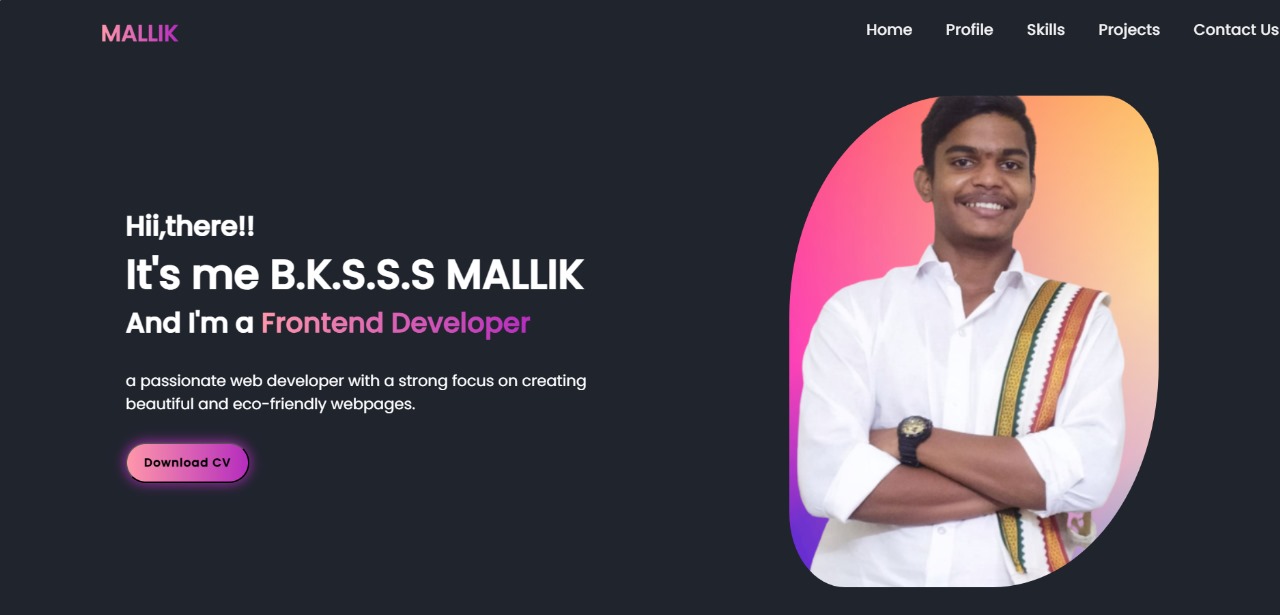 MALLIK
Home Profile Skills Projects Contact Us
Hii,there!!
It's me B.K.S.S.S MALLIK
And I'm a Frontend Developer
a passionate web developer with a strong focus on creating
beautiful and eco-friendly webpages.
Download CV